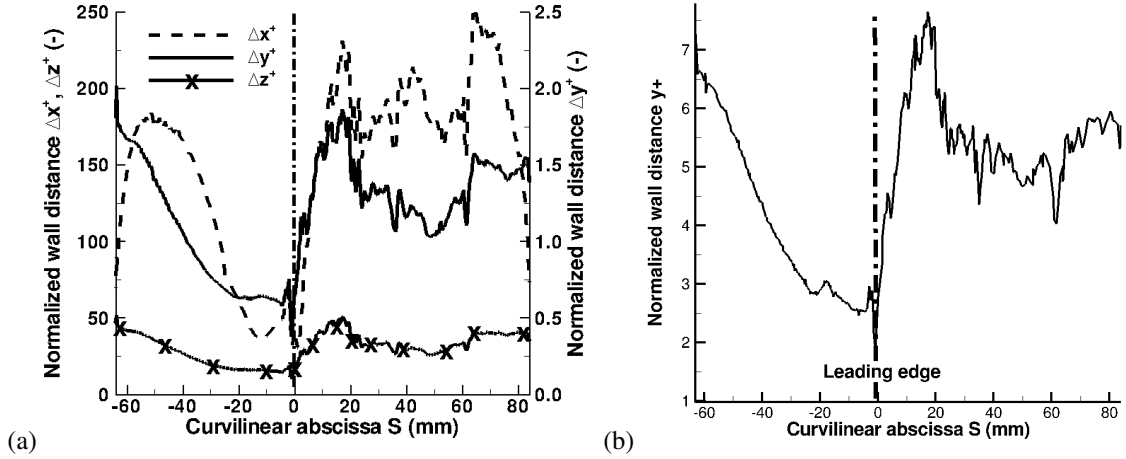 (a)
Normalized wall distance Δx⁺, Δz⁺ (-)
250
200
150
100
50
0
Δx⁺
Δy⁺
Δz⁺
2.5
2.0
1.5
1.0
0.5
0.0
Normalized wall distance Δy⁺ (-)
-60 -40 -20 0 20 40 60 80
Curvilinear abscissa S (mm)
(b)
Normalized wall distance y+
7
6
5
4
3
2
1
Leading edge
-60 -40 -20 0 20 40 60 80
Curvilinear abscissa S (mm)